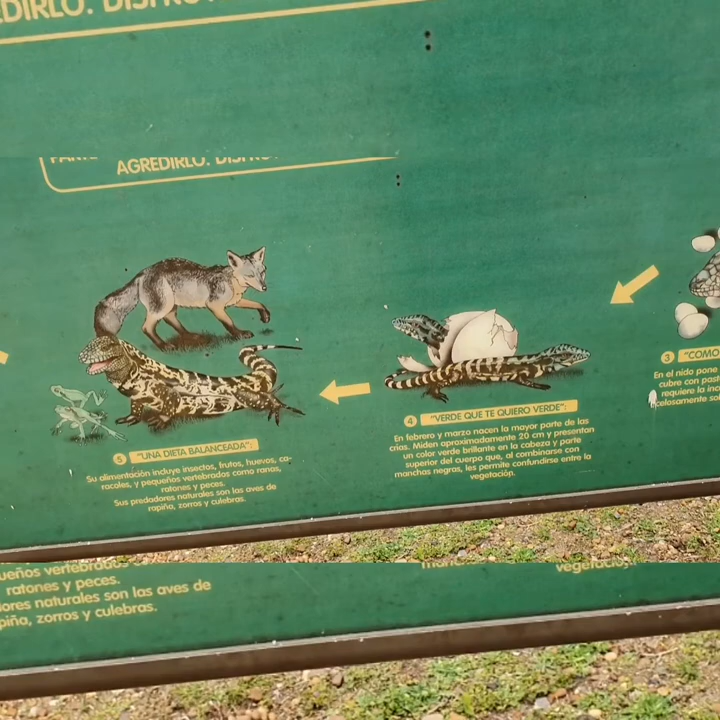 EDIRLO.
AGREDIRLO.
5 "UNA DIETA BALANCEADA":
Su alimentación incluye insectos, frutos, huevos, ca-
racoles, y pequeños vertebrados como ranas,
ratones y peces.
Sus predadores naturales son las aves de
rapiña, zorros y culebras.
4 "VERDE QUE TE QUIERO VERDE":
En febrero y marzo nacen la mayor parte de las
crías. Miden aproximadamente 20 cm y presentan
un color verde brillante en la cabeza y parte
superior del cuerpo que, al combinarse con
manchas negras, les permite confundirse entre la
vegetación.
3 "COMO
En el nido pone
cubre con past
requiere la inc
celosamente so
ueños vertebrados
ratones y peces.
ores naturales son las aves de
piña, zorros y culebras.